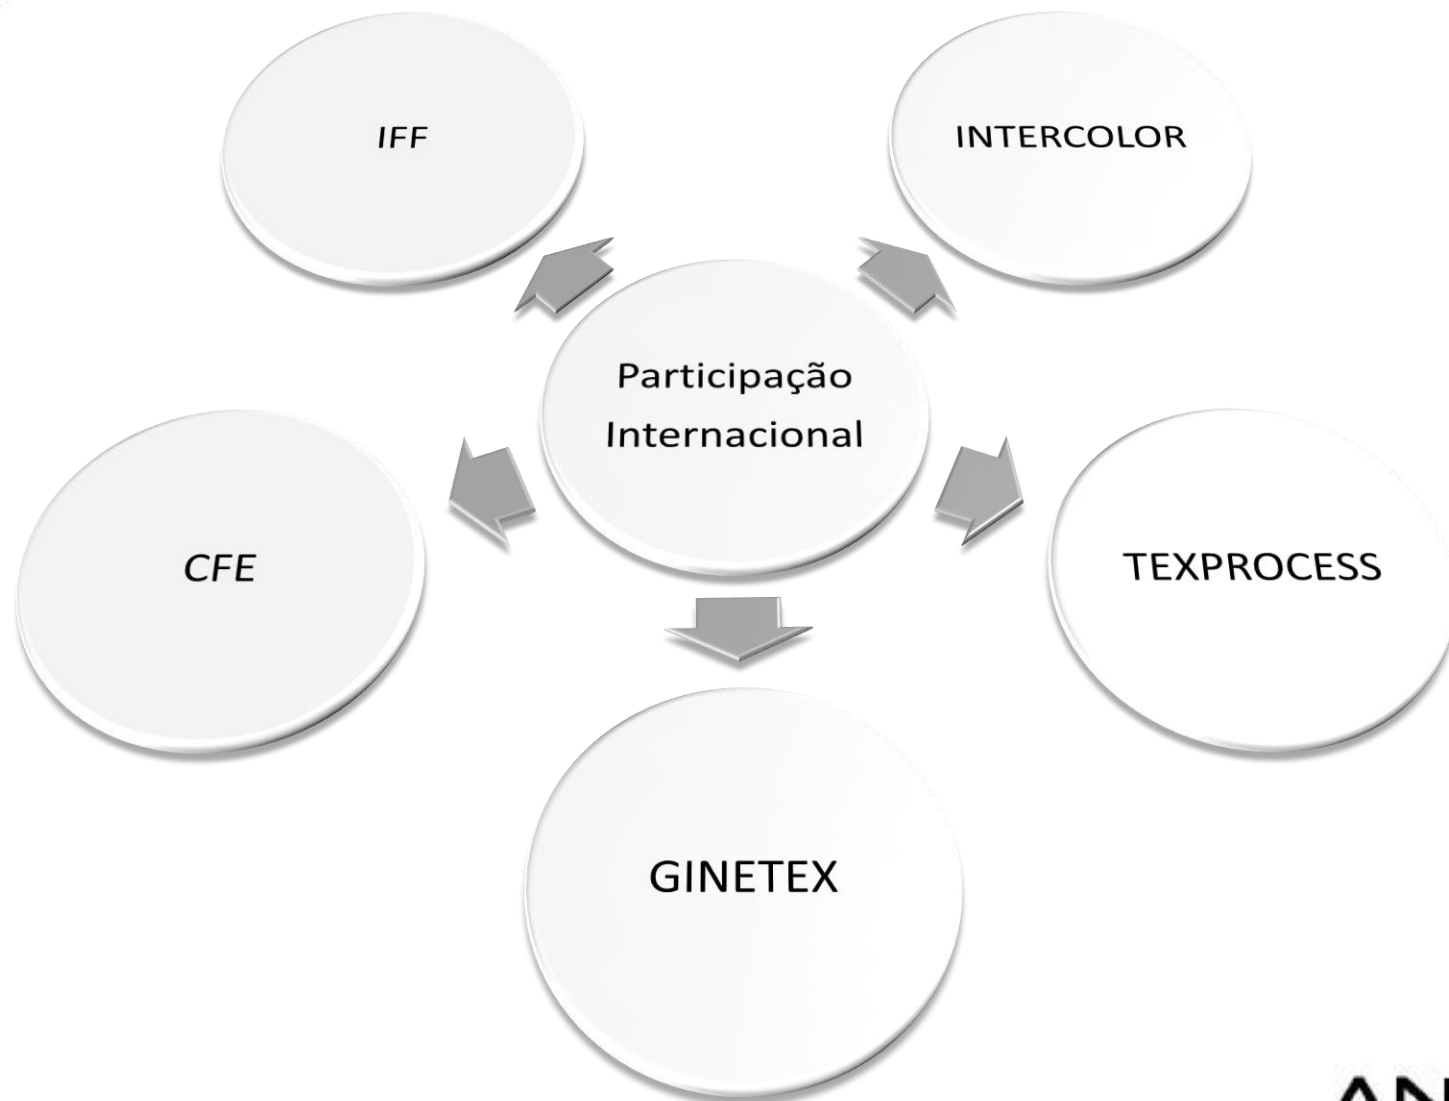 IFF
INTERCOLOR
Participação
Internacional
CFE
TEXPROCESS
GINETEX